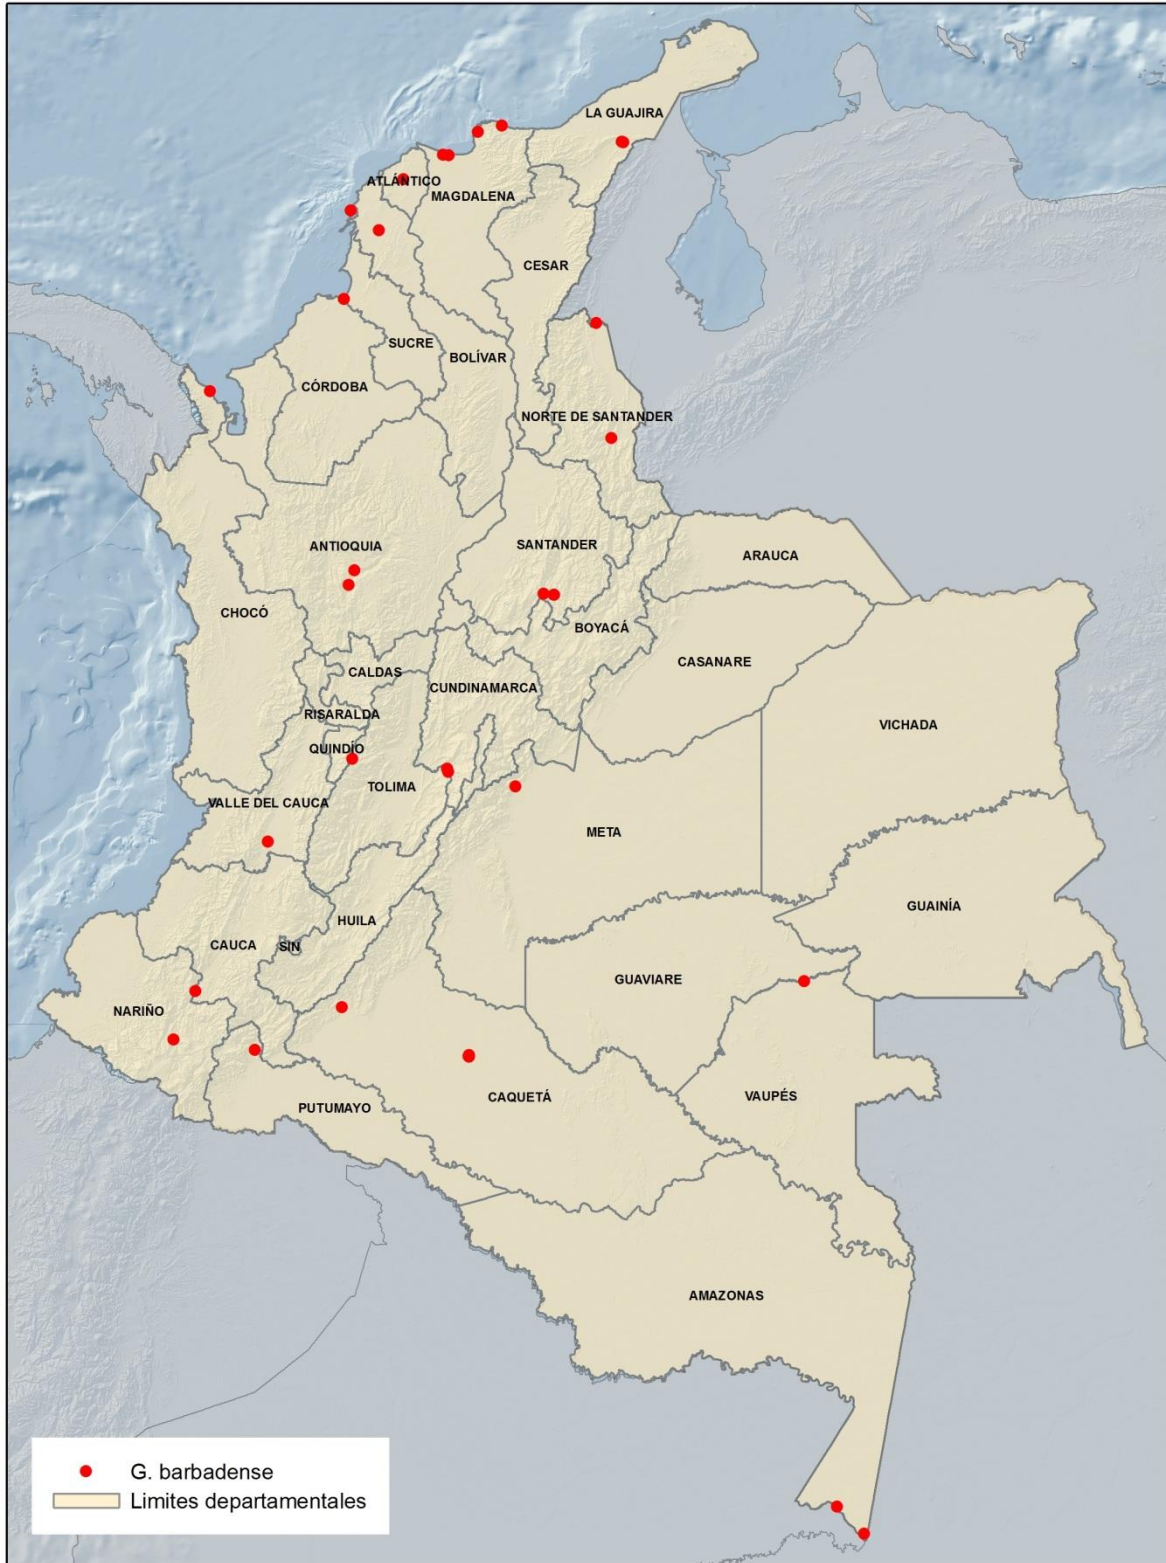 LA GUAJIRA
ATLÁNTICO
MAGDALENA
CESAR
SUCRE
BOLÍVAR
CÓRDOBA
NORTE DE SANTANDER
ANTIOQUIA
SANTANDER
ARAUCA
CHOCÓ
BOYACÁ
CASANARE
CALDAS
CUNDINAMARCA
RISARALDA
VICHADA
QUINDÍO
TOLIMA
VALLE DEL CAUCA
META
GUAINÍA
HUILA
CAUCA
SIN
GUAVIARE
NARIÑO
CAQUETÁ
VAUPÉS
PUTUMAYO
AMAZONAS
G. barbadense
Limites departamentales